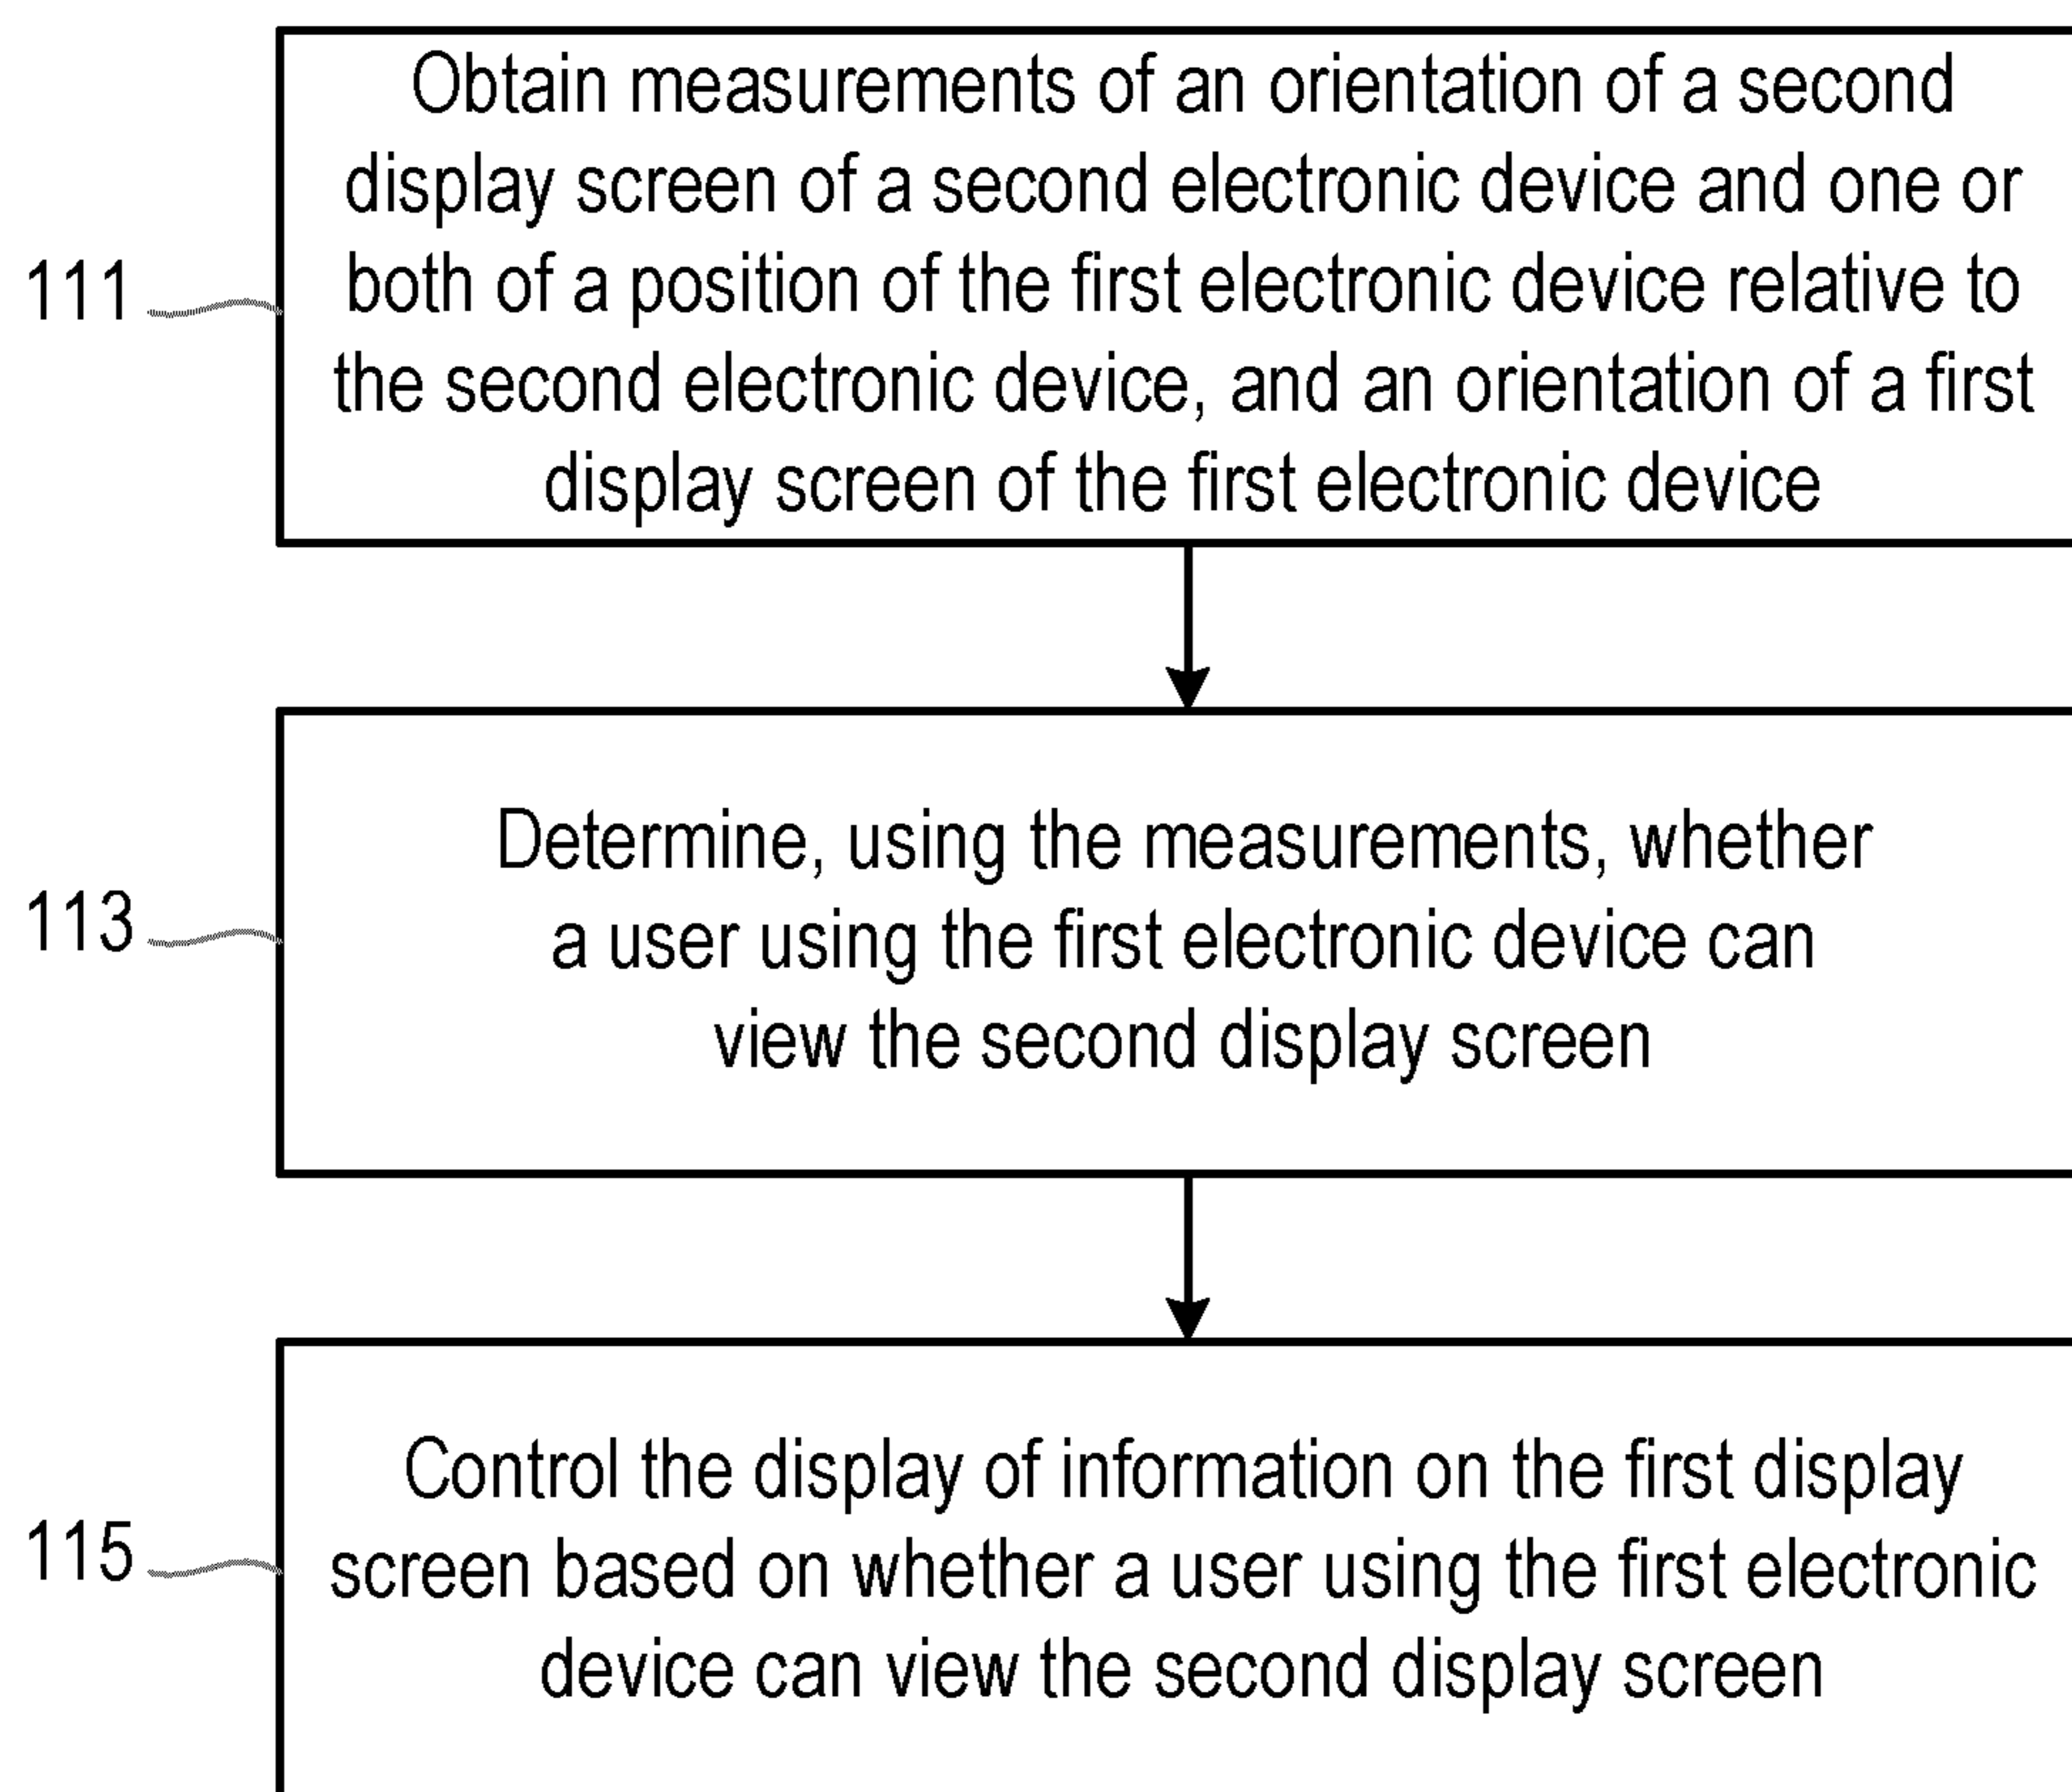 Obtain measurements of an orientation of a second
display screen of a second electronic device and one or
both of a position of the first electronic device relative to
the second electronic device, and an orientation of a first
display screen of the first electronic device
111
Determine, using the measurements, whether
a user using the first electronic device can
view the second display screen
113
Control the display of information on the first display
screen based on whether a user using the first electronic
device can view the second display screen
115